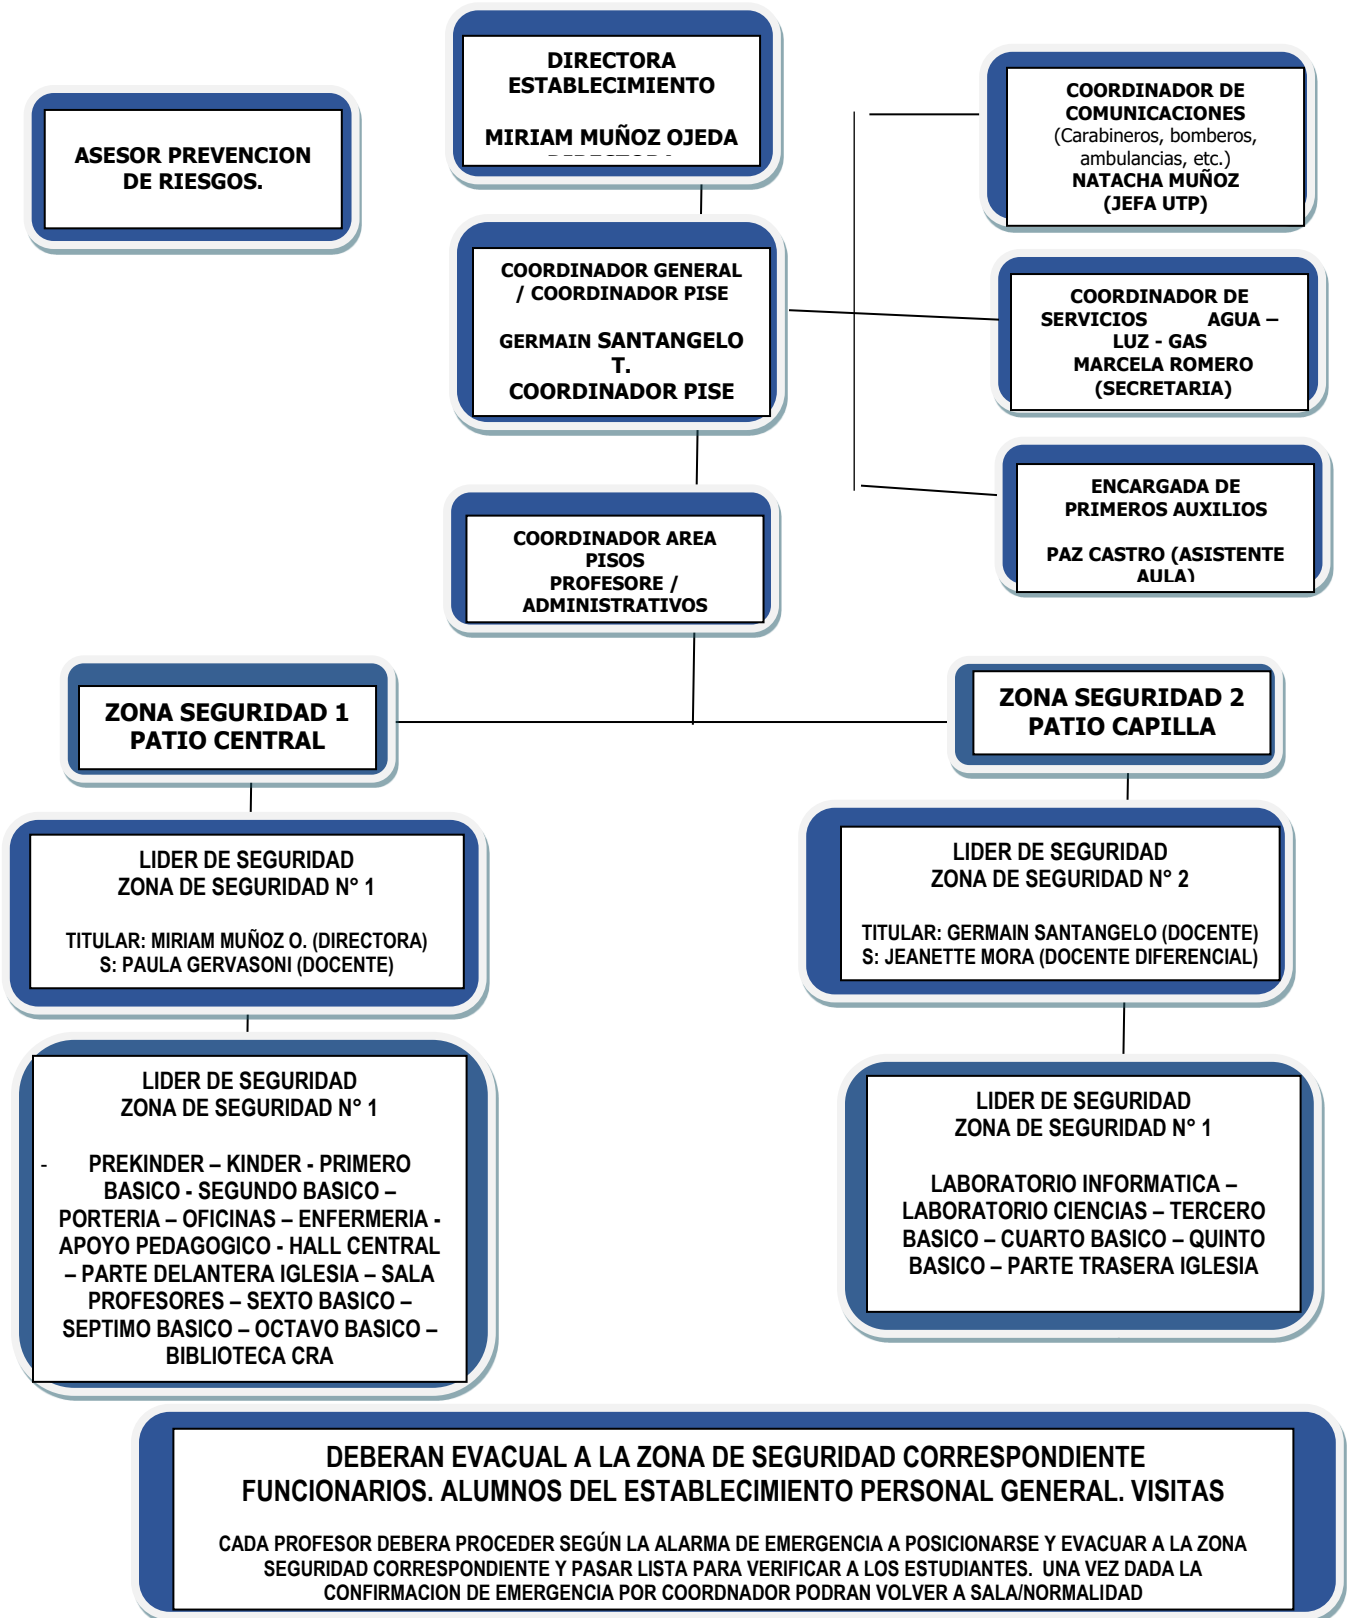 DIRECTORA
ESTABLECIMIENTO
MIRIAM MUÑOZ OJEDA
ASESOR PREVENCION
DE RIESGOS.
COORDINADOR DE
COMUNICACIONES
(Carabineros, bomberos,
ambulancias, etc.)
NATACHA MUÑOZ
(JEFA UTP)
COORDINADOR GENERAL
/ COORDINADOR PISE
GERMAIN SANTANGELO
T.
COORDINADOR PISE
COORDINADOR DE
SERVICIOS AGUA –
LUZ - GAS
MARCELA ROMERO
(SECRETARIA)
ENCARGADA DE
PRIMEROS AUXILIOS
PAZ CASTRO (ASISTENTE
AULA)
COORDINADOR AREA
PISOS
PROFESORE /
ADMINISTRATIVOS
ZONA SEGURIDAD 1
PATIO CENTRAL
ZONA SEGURIDAD 2
PATIO CAPILLA
LIDER DE SEGURIDAD
ZONA DE SEGURIDAD N° 1
TITULAR: MIRIAM MUÑOZ O. (DIRECTORA)
S: PAULA GERVASONI (DOCENTE)
LIDER DE SEGURIDAD
ZONA DE SEGURIDAD N° 2
TITULAR: GERMAIN SANTANGELO (DOCENTE)
S: JEANETTE MORA (DOCENTE DIFERENCIAL)
LIDER DE SEGURIDAD
ZONA DE SEGURIDAD N° 1
- PREKINDER – KINDER - PRIMERO
BASICO - SEGUNDO BASICO –
PORTERIA – OFICINAS – ENFERMERIA -
APOYO PEDAGOGICO - HALL CENTRAL
– PARTE DELANTERA IGLESIA – SALA
PROFESORES – SEXTO BASICO –
SEPTIMO BASICO – OCTAVO BASICO –
BIBLIOTECA CRA
LIDER DE SEGURIDAD
ZONA DE SEGURIDAD N° 1
LABORATORIO INFORMATICA –
LABORATORIO CIENCIAS – TERCERO
BASICO – CUARTO BASICO – QUINTO
BASICO – PARTE TRASERA IGLESIA
DEBERAN EVACUAL A LA ZONA DE SEGURIDAD CORRESPONDIENTE
FUNCIONARIOS. ALUMNOS DEL ESTABLECIMIENTO PERSONAL GENERAL. VISITAS
CADA PROFESOR DEBERA PROCEDER SEGÚN LA ALARMA DE EMERGENCIA A POSICIONARSE Y EVACUAR A LA ZONA
SEGURIDAD CORRESPONDIENTE Y PASAR LISTA PARA VERIFICAR A LOS ESTUDIANTES. UNA VEZ DADA LA
CONFIRMACION DE EMERGENCIA POR COORDNADOR PODRAN VOLVER A SALA/NORMALIDAD